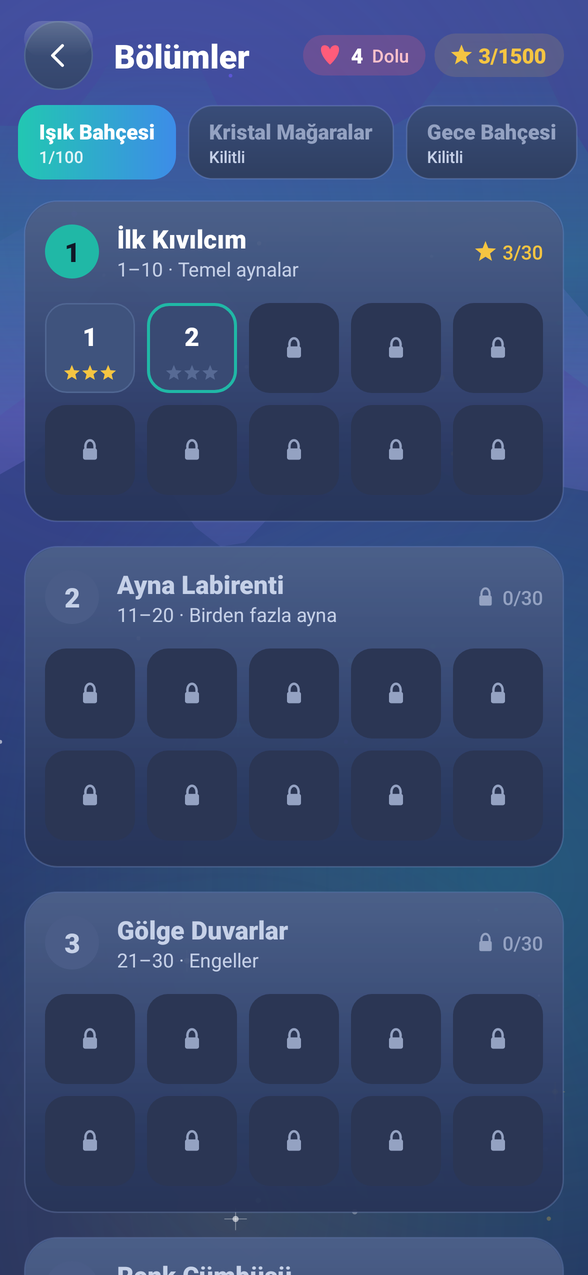 Bölümler
4 Dolu
3/1500
Işık Bahçesi
1/100
Kristal Mağaralar
Kilitli
Gece Bahçesi
Kilitli
1
İlk Kıvılcım
1–10 · Temel aynalar
3/30
1
2
2
Ayna Labirenti
11–20 · Birden fazla ayna
0/30
3
Gölge Duvarlar
21–30 · Engeller
0/30